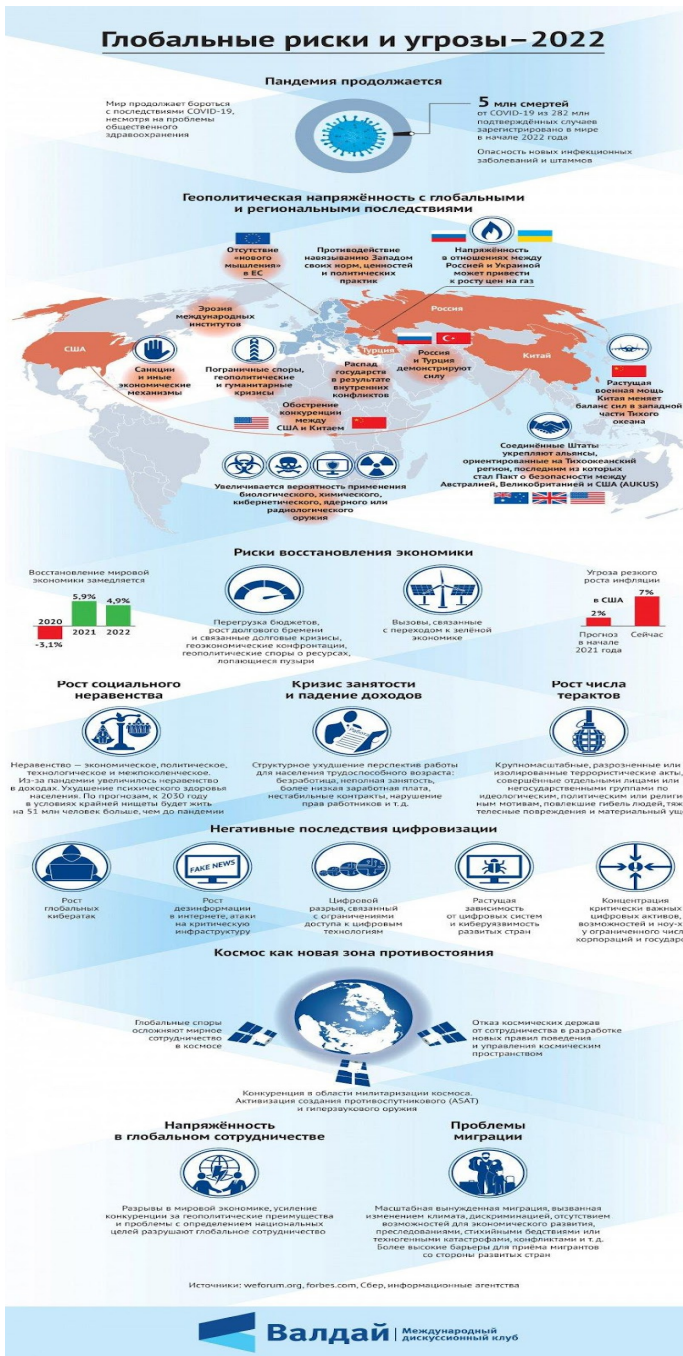 Глобальные риски и угрозы–2022
Пандемия продолжается
Мир продолжает бороться
с последствиями COVID-19,
несмотря на проблемы
общественного
здравоохранения
5 млн смертей
от COVID-19 из 282 млн
подтверждённых случаев
зарегистрировано в мире
в начале 2022 года
Опасность новых инфекционных
заболеваний и штаммов
Геополитическая напряжённость с глобальными
и региональными последствиями
Отсутствие
«нового
мышления»
в ЕС
Противодействие
навязыванию Западом
своих норм, ценностей
и политических
практик
Напряжённость
в отношениях между
Россией и Украиной
может привести
к росту цен на газ
Эрозия
международных
институтов
Россия
США
Турция
Китай
Санкции
и иные
экономические
механизмы
Пограничные споры,
геополитические
и гуманитарные
кризисы
Распад
государств
в результате
внутренних
конфликтов
Россия
и Турция
демонстрируют
силу
Растущая
военная мощь
Китая меняет
баланс сил в западной
части Тихого
океана
Обострение
конкуренции
между
США и Китаем
Соединённые Штаты
укрепляют альянсы,
ориентированные на Тихоокеанский
регион, последним из которых
стал Пакт о безопасности между
Австралией, Великобританией и США (AUKUS)
Увеличивается вероятность применения
биологического, химического,
кибернетического, ядерного или
радиологического
оружия
Риски восстановления экономики
Восстановление мировой
экономики замедляется
5,9%
4,9%
2020
2021
2022
-3,1%
Перегрузка бюджетов,
рост долгового бремени
и связанные долговые кризисы,
геоэкономические конфронтации,
геополитические споры о ресурсах,
лопающиеся пузыри
Вызовы, связанные
с переходом к зелёной
экономике
Угроза резкого
роста инфляции
в США
7%
2%
Прогноз
в начале
2021 года
Сейчас
Рост социального
неравенства
Неравенство — экономическое, политическое,
технологическое и межпоколенческое.
Из-за пандемии увеличилось неравенство
в доходах. Ухудшение психического здоровья
населения. По прогнозам, к 2030 году
в условиях крайней нищеты будет жить
на 51 млн человек больше, чем до пандемии
Кризис занятости
и падение доходов
Структурное ухудшение перспектив работы
для населения трудоспособного возраста:
безработица, неполная занятость,
более низкая заработная плата,
нестабильные контракты, нарушение
прав работников и т.д.
Рост числа
терактов
Крупномасштабные, разрозненные или
изолированные террористические акты,
совершённые отдельными лицами или
негосударственными группами по
идеологическим, политическим или религи
ным мотивам, повлекшие гибель людей, тяж
телесные повреждения и материальный ущ
Негативные последствия цифровизации
FAKE NEWS
Рост
глобальных
кибератак
Рост
дезинформации
в интернете, атаки
на критическую
инфраструктуру
Цифровой
разрыв, связанный
с ограничениями
доступа к цифровым
технологиям
Растущая
зависимость
от цифровых систем
и киберуязвимость
развитых стран
Концентрация
критически важных
цифровых активов,
возможностей и ноу-х
у ограниченного числ
корпораций и государс
Космос как новая зона противостояния
Глобальные споры
осложняют мирное
сотрудничество
в космосе
Отказ космических держав
от сотрудничества в разработке
новых правил поведения
и управления космическим
пространством
Конкуренция в области милитаризации космоса.
Активизация создания противоспутникового (ASAT)
и гиперзвукового оружия
Напряжённость
в глобальном сотрудничестве
Разрывы в мировой экономике, усиление
конкуренции за геополитические преимущества
и проблемы с определением национальных
целей разрушают глобальное сотрудничество
Проблемы
миграции
Масштабная вынужденная миграция, вызванная
изменением климата, дискриминацией, отсутствием
возможностей для экономического развития,
преследованиями, стихийными бедствиями или
техногенными катастрофами, конфликтами и т.д.
Более высокие барьеры для приёма мигрантов
со стороны развитых стран
Источники: weforum.org, forbes.com, Сбер, информационные агентства
Валдай
Международный
дискуссионный клуб